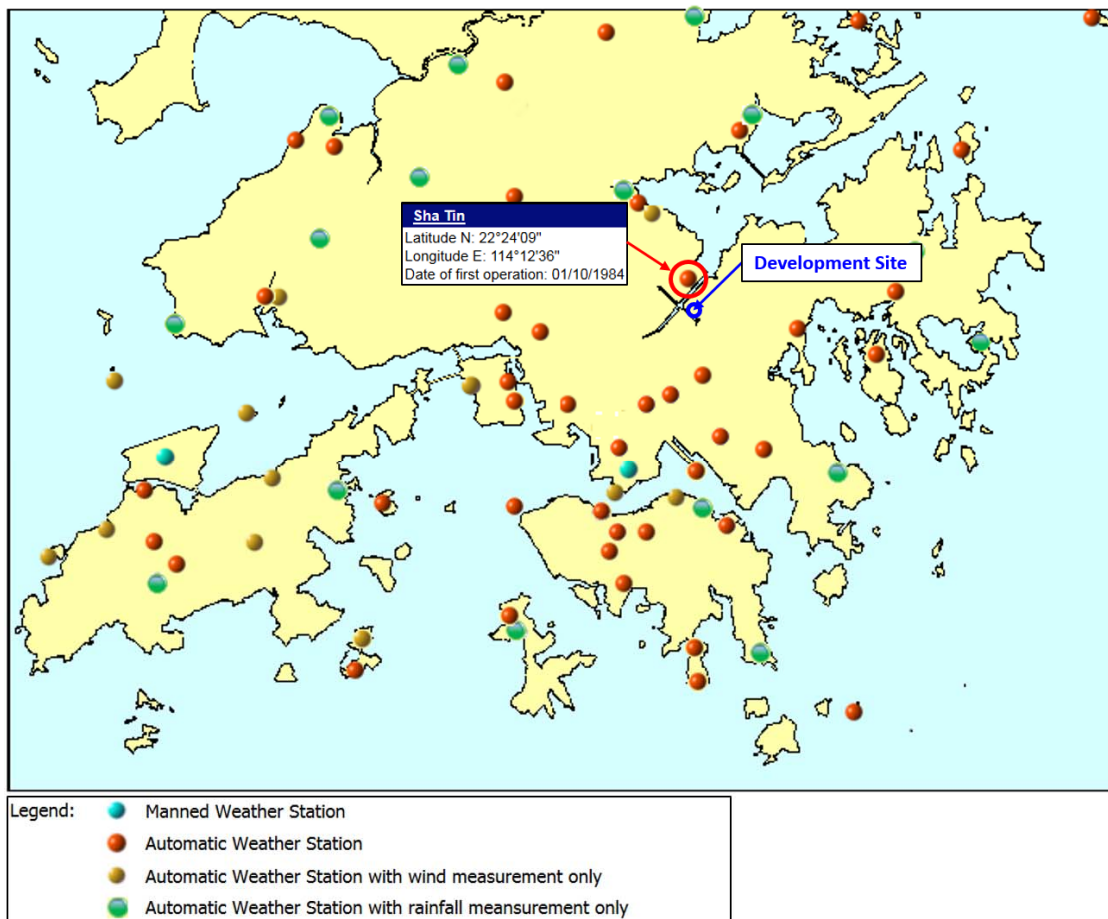 Sha Tin
Latitude N: 22°24'09"
Longitude E: 114°12'36"
Date of first operation: 01/10/1984
Development Site
Legend:
Manned Weather Station
Automatic Weather Station
Automatic Weather Station with wind measurement only
Automatic Weather Station with rainfall meansurement only